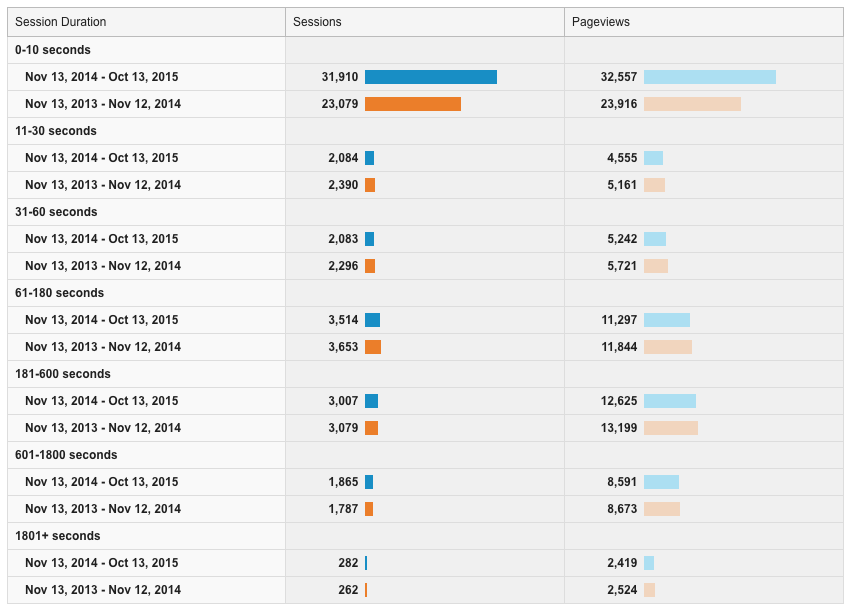 Session Duration Sessions Pageviews
0-10 seconds
Nov 13, 2014 - Oct 13, 2015 31,910 32,557
Nov 13, 2013 - Nov 12, 2014 23,079 23,916
11-30 seconds
Nov 13, 2014 - Oct 13, 2015 2,084 4,555
Nov 13, 2013 - Nov 12, 2014 2,390 5,161
31-60 seconds
Nov 13, 2014 - Oct 13, 2015 2,083 5,242
Nov 13, 2013 - Nov 12, 2014 2,296 5,721
61-180 seconds
Nov 13, 2014 - Oct 13, 2015 3,514 11,297
Nov 13, 2013 - Nov 12, 2014 3,653 11,844
181-600 seconds
Nov 13, 2014 - Oct 13, 2015 3,007 12,625
Nov 13, 2013 - Nov 12, 2014 3,079 13,199
601-1800 seconds
Nov 13, 2014 - Oct 13, 2015 1,865 8,591
Nov 13, 2013 - Nov 12, 2014 1,787 8,673
1801+ seconds
Nov 13, 2014 - Oct 13, 2015 282 2,419
Nov 13, 2013 - Nov 12, 2014 262 2,524